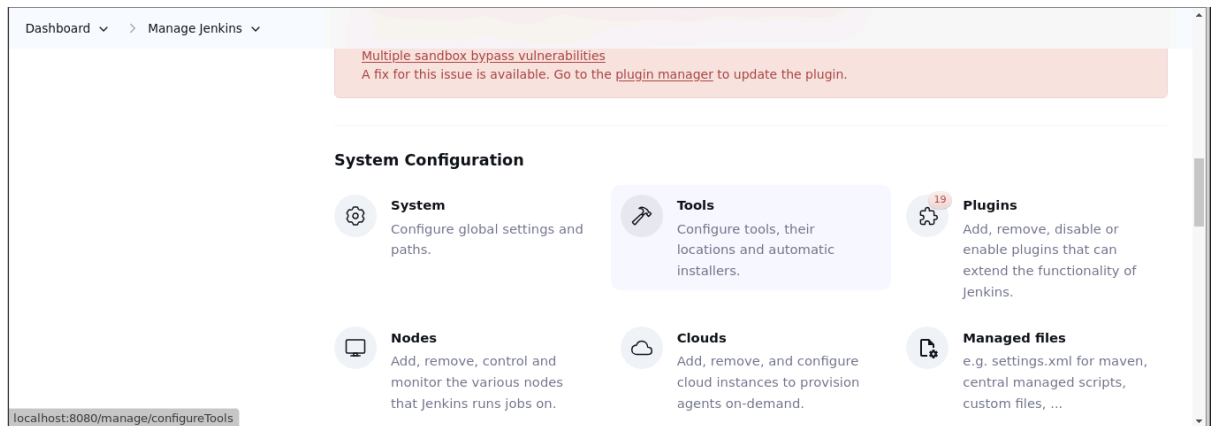 Dashboard
Manage Jenkins
Multiple sandbox bypass vulnerabilities
A fix for this issue is available. Go to the plugin manager to update the plugin.
System Configuration
System
Configure global settings and
paths.
Tools
Configure tools, their
locations and automatic
installers.
19
Plugins
Add, remove, disable or
enable plugins that can
extend the functionality of
Jenkins.
Nodes
Add, remove, control and
monitor the various nodes
that Jenkins runs jobs on.
Clouds
Add, remove, and configure
cloud instances to provision
agents on-demand.
Managed files
e.g. settings.xml for maven,
central managed scripts,
custom files, ...
localhost:8080/manage/configureTools